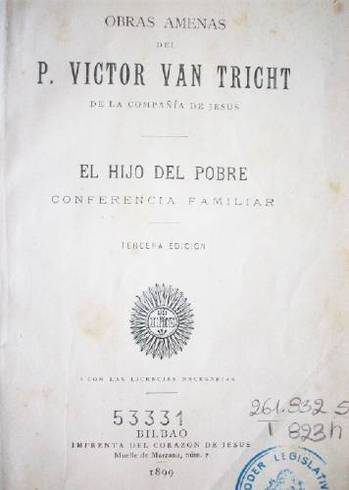 OBRAS AMENAS
DEL
P. VICTOR VAN TRICHT
DE LA COMPAÑÍA DE JESUS
EL HIJO DEL POBRE
CONFERENCIA FAMILIAR
TERCERA EDICION
CON LAS LICENCIAS NECESARIAS
53331
261.832 5
T 823h
BILBAO
IMPRENTA DEL CORAZON DE JESUS
Muelle de Marzana, núm. 7
1899
PODER LEGISLATIV